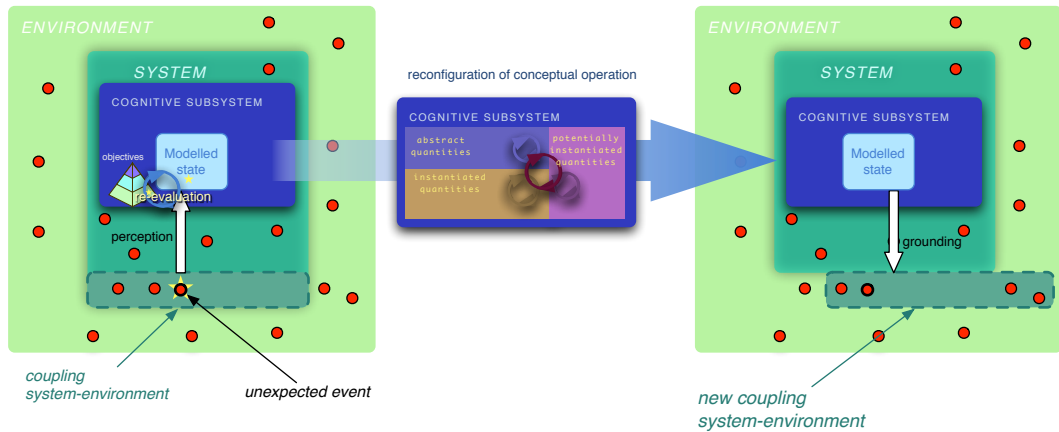 ENVIRONMENT
SYSTEM
COGNITIVE SUBSYSTEM
objectives
Modelled
state
re-evaluation
perception
coupling
system-environment
unexpected event
reconfiguration of conceptual operation
COGNITIVE SUBSYSTEM
abstract
quantities
potentially
instantiated
quantities
instantiated
quantities
ENVIRONMENT
SYSTEM
COGNITIVE SUBSYSTEM
Modelled
state
grounding
new coupling
system-environment